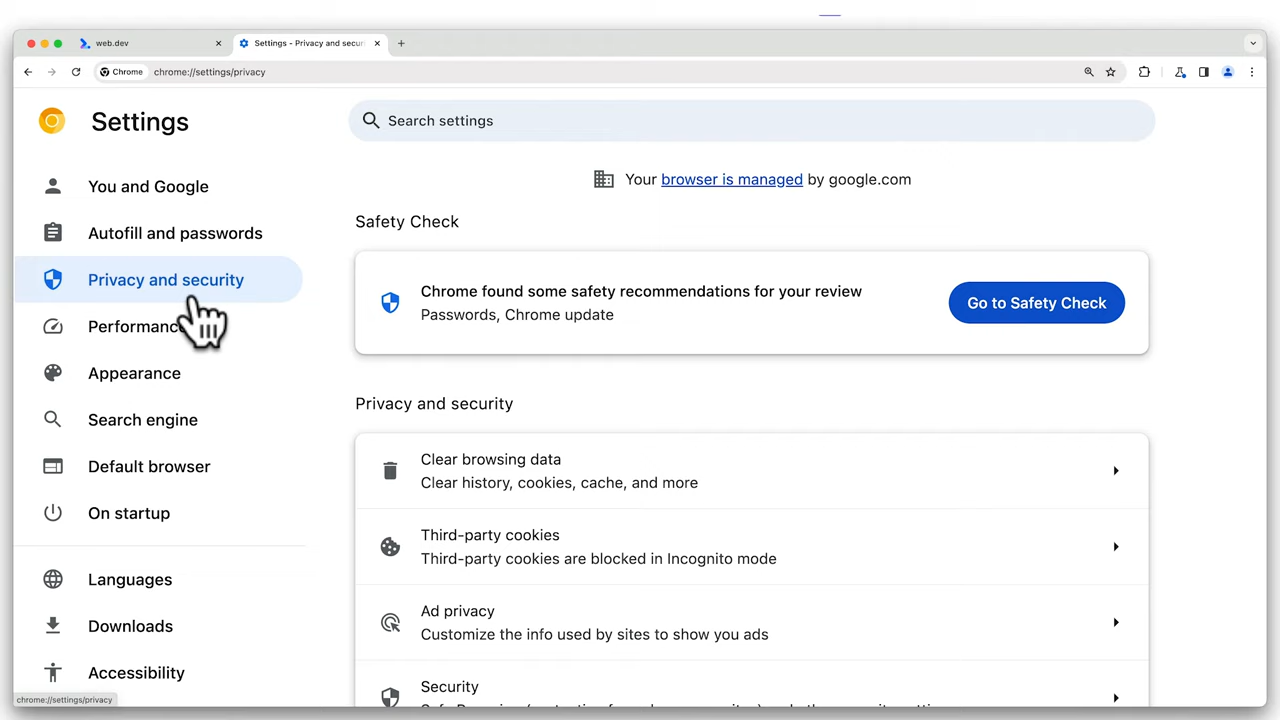 web.dev
Settings - Privacy and secur
Chrome
chrome://settings/privacy
Settings
Search settings
You and Google
Autofill and passwords
Privacy and security
Performance
Appearance
Search engine
Default browser
On startup
Languages
Downloads
Accessibility
Your browser is managed by google.com
Safety Check
Chrome found some safety recommendations for your review
Passwords, Chrome update
Go to Safety Check
Privacy and security
Clear browsing data
Clear history, cookies, cache, and more
Third-party cookies
Third-party cookies are blocked in Incognito mode
Ad privacy
Customize the info used by sites to show you ads
Security
chrome://settings/privacy